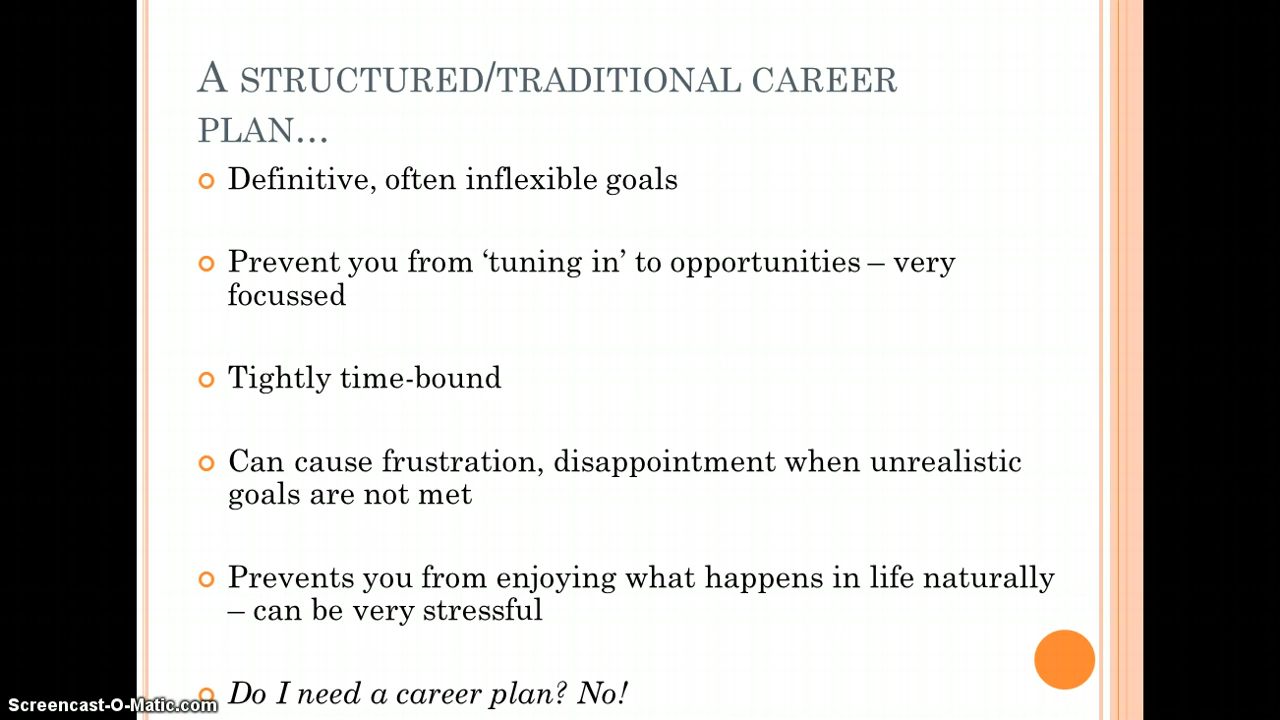 A STRUCTURED/TRADITIONAL CAREER
PLAN...
Definitive, often inflexible goals
Prevent you from ‘tuning in’ to opportunities – very
focussed
Tightly time-bound
Can cause frustration, disappointment when unrealistic
goals are not met
Prevents you from enjoying what happens in life naturally
– can be very stressful
Do I need a career plan? No!
Screencast-O-Matic.com